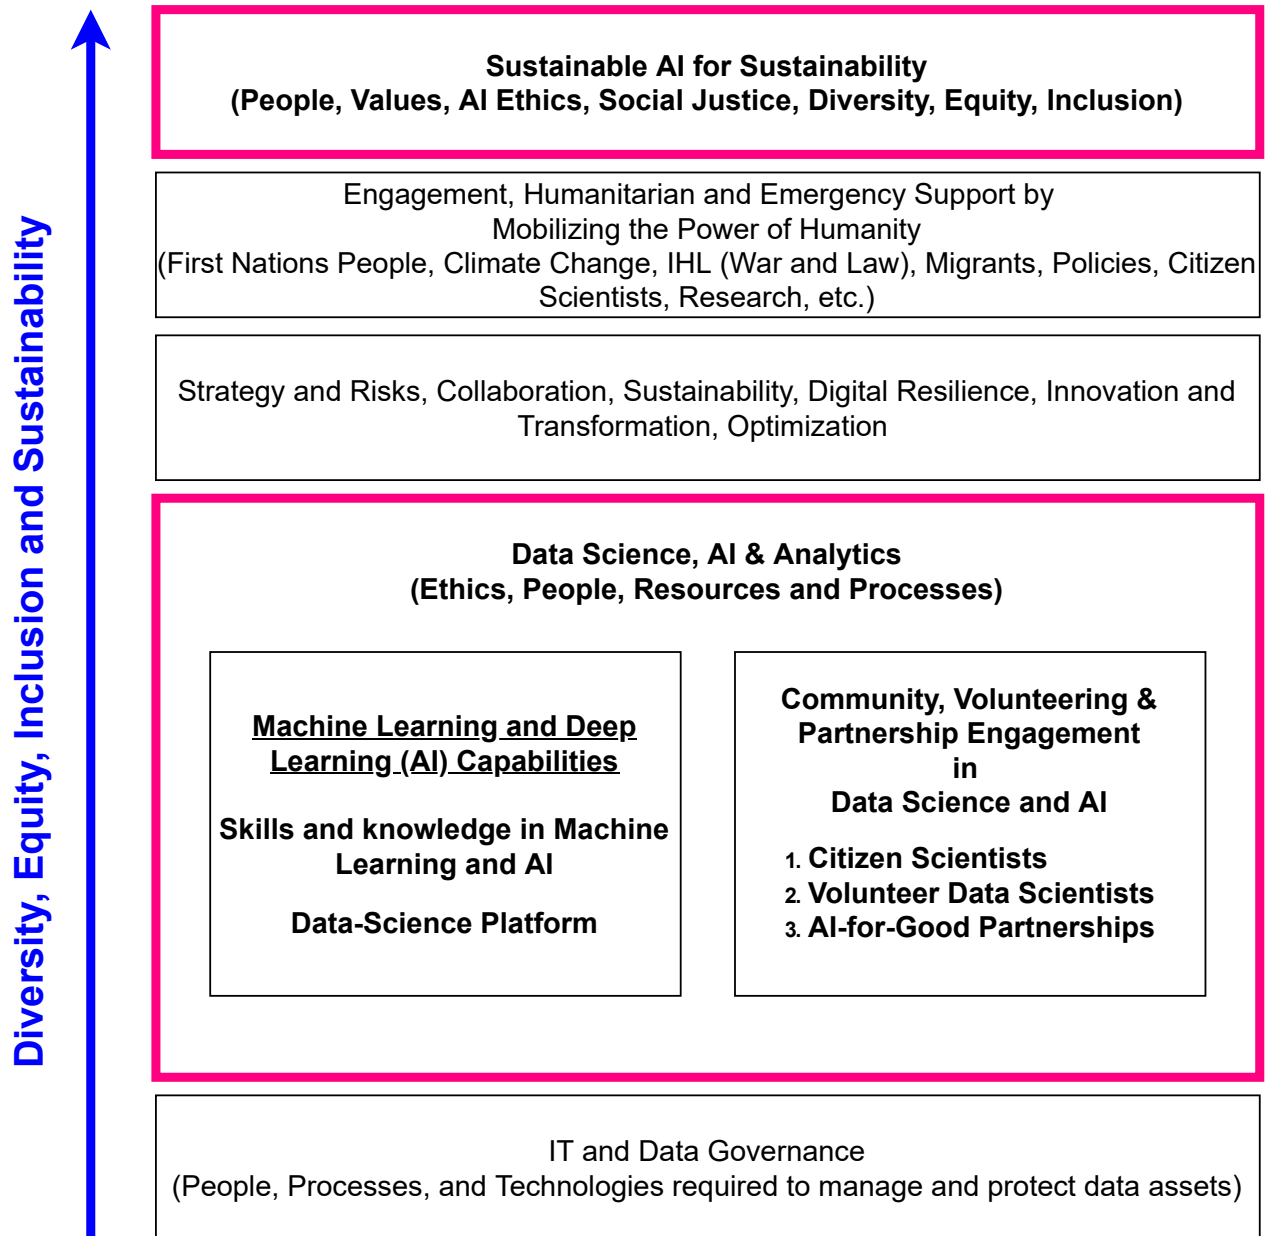 Diversity, Equity, Inclusion and Sustainability
Sustainable AI for Sustainability
(People, Values, AI Ethics, Social Justice, Diversity, Equity, Inclusion)
Engagement, Humanitarian and Emergency Support by
Mobilizing the Power of Humanity
(First Nations People, Climate Change, IHL (War and Law), Migrants, Policies, Citizen
Scientists, Research, etc.)
Strategy and Risks, Collaboration, Sustainability, Digital Resilience, Innovation and
Transformation, Optimization
Data Science, AI & Analytics
(Ethics, People, Resources and Processes)
Machine Learning and Deep
Learning (AI) Capabilities
Skills and knowledge in Machine
Learning and AI
Data-Science Platform
Community, Volunteering &
Partnership Engagement
in
Data Science and AI
1. Citizen Scientists
2. Volunteer Data Scientists
3. AI-for-Good Partnerships
IT and Data Governance
(People, Processes, and Technologies required to manage and protect data assets)